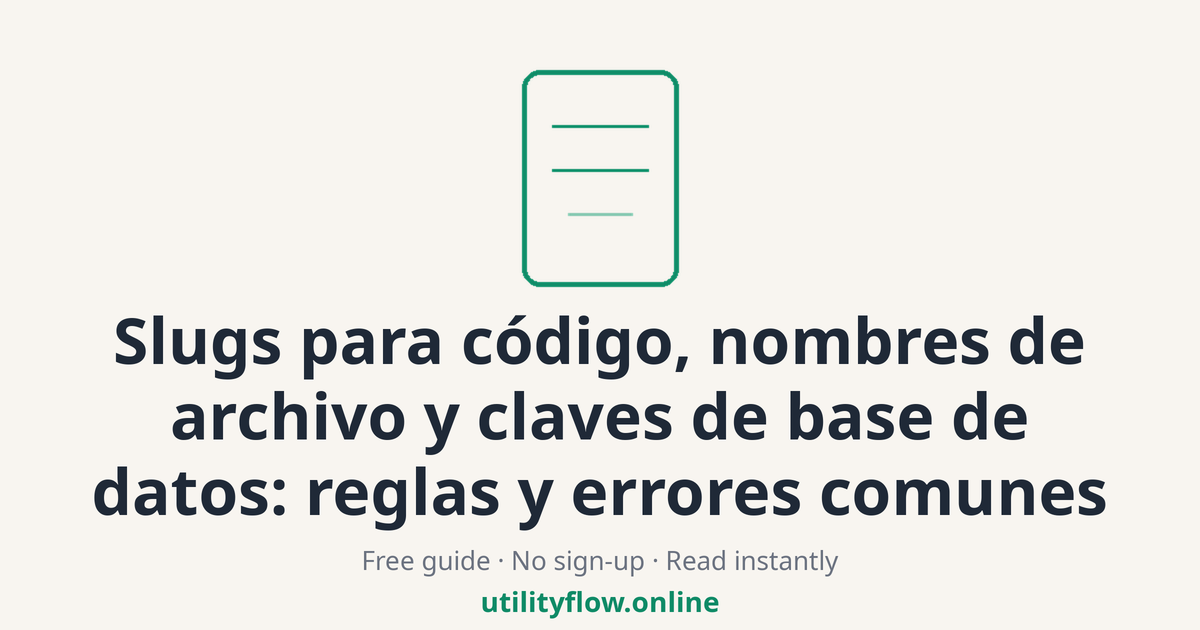 Slugs para código, nombres de
archivo y claves de base de
datos: reglas y errores comunes
Free guide · No sign-up · Read instantly
utilityflow.online